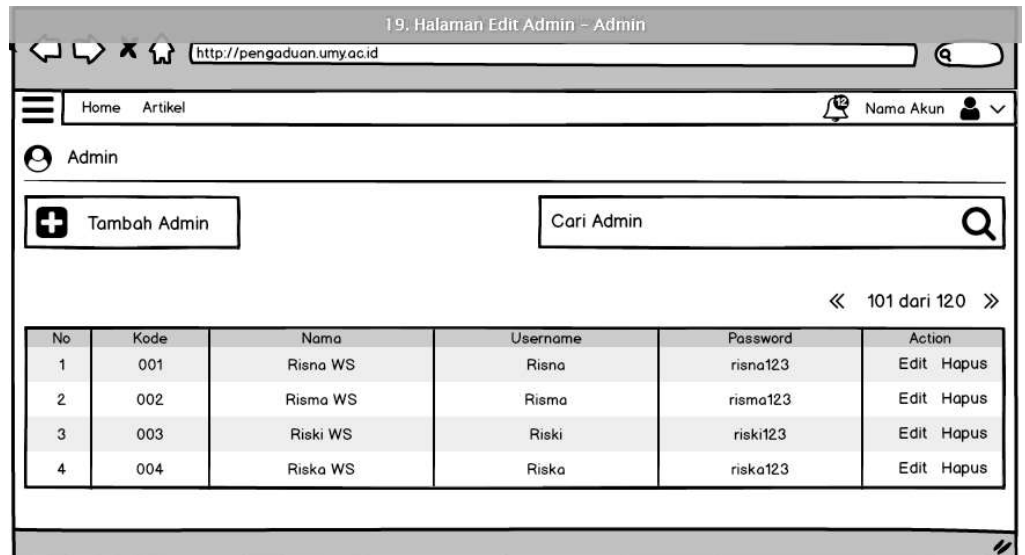 19. Halaman Edit Admin - Admin
http://pengaduan.umy.ac.id
Home Artikel 12 Nama Akun
Admin
Tambah Admin Cari Admin
101 dari 120
No Kode Nama Username Password Action
1 001 Risna WS Risna risna123 Edit Hapus
2 002 Risma WS Risma risma123 Edit Hapus
3 003 Riski WS Riski riski123 Edit Hapus
4 004 Riska WS Riska riska123 Edit Hapus